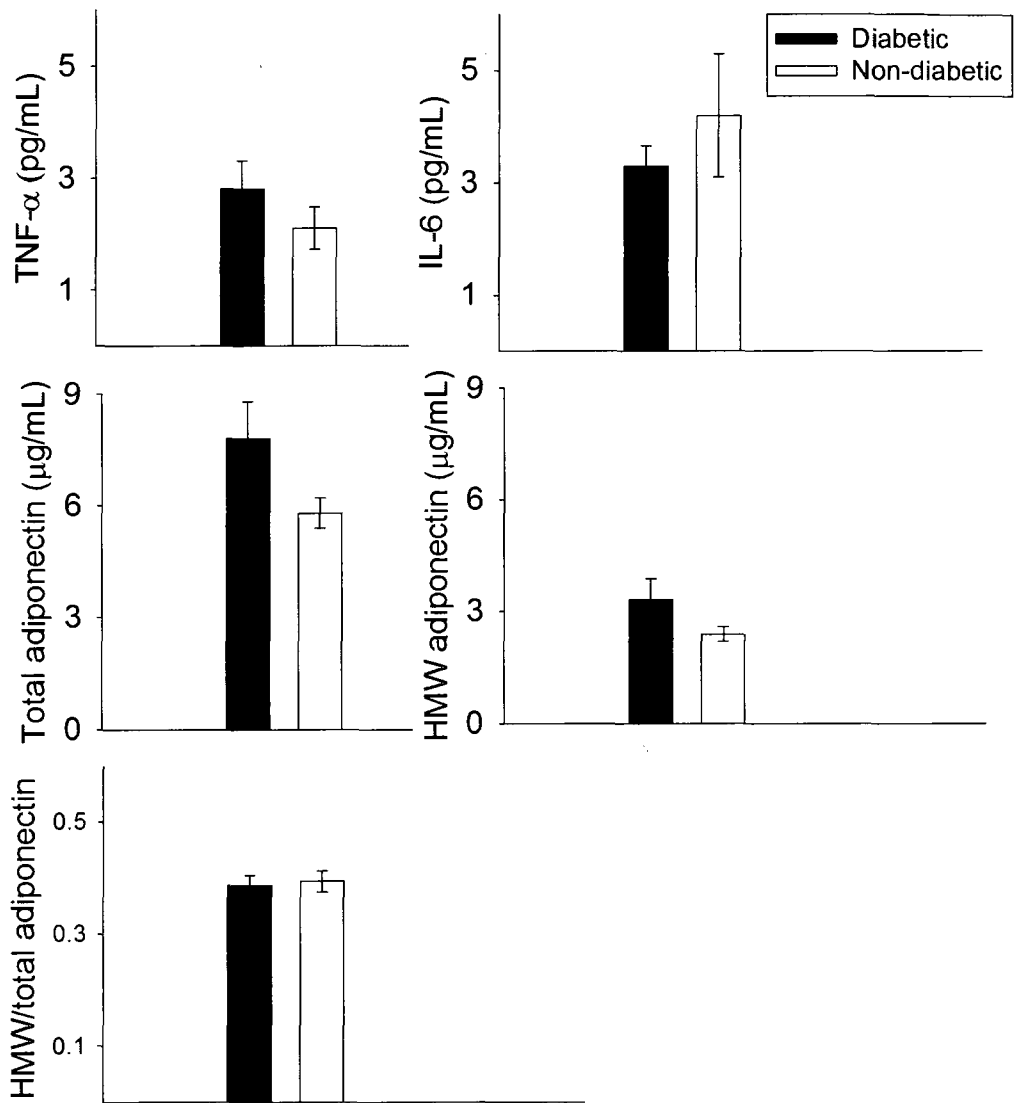 TNF-α (pg/mL)
5
3
1
IL-6 (pg/mL)
5
3
1
Diabetic
Non-diabetic
Total adiponectin (μg/mL)
9
6
3
0
HMW adiponectin (μg/mL)
9
6
3
0
HMW/total adiponectin
0.5
0.3
0.1